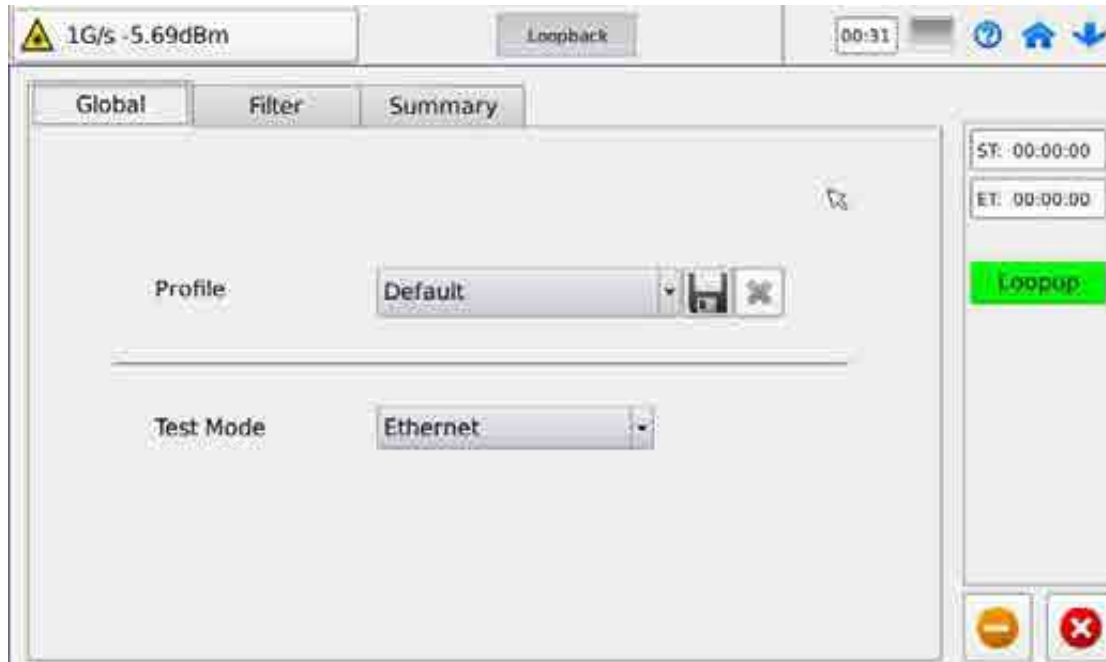 1G/s -5.69dBm
Loopback
00:31
Global
Filter
Summary
ST: 00:00:00
ET: 00:00:00
Profile
Default
Loopup
Test Mode
Ethernet